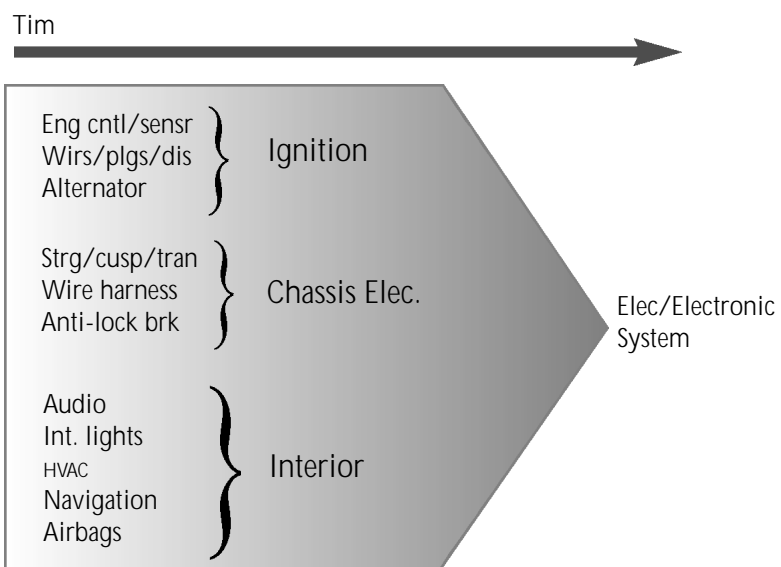 Tim
Eng cntl/sensr
Wirs/plgs/dis
Alternator
Ignition
Strg/cusp/tran
Wire harness
Anti-lock brk
Chassis Elec.
Audio
Int. lights
HVAC
Navigation
Airbags
Interior
Elec/Electronic
System